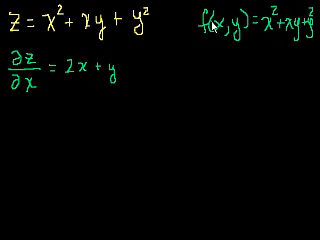 z = x² + xy + y²
f(x, y) = x² + xy + y²
∂z/∂x = 2x + y